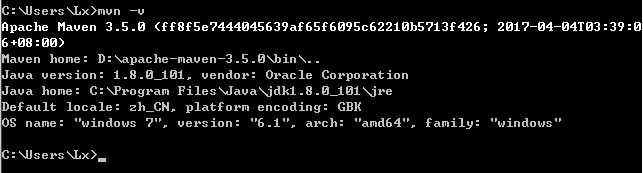 C:\Users\Lx>mvn -v
Apache Maven 3.5.0 (ff8f5e7444045639af65f6095c62210b5713f426; 2017-04-04T03:39:0
6+08:00)
Maven home: D:\apache-maven-3.5.0\bin\..
Java version: 1.8.0_101, vendor: Oracle Corporation
Java home: C:\Program Files\Java\jdk1.8.0_101\jre
Default locale: zh_CN, platform encoding: GBK
OS name: "windows 7", version: "6.1", arch: "amd64", family: "windows"
C:\Users\Lx>_